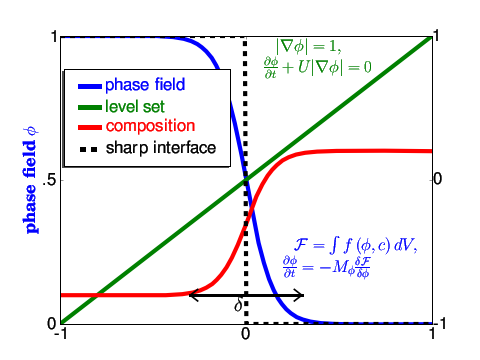 1
1
|∇ϕ| = 1,
∂ϕ/∂t + U|∇ϕ| = 0
phase field
level set
composition
sharp interface
phase field ϕ
.5
0
ℱ = ∫ f (ϕ, c) dV,
∂ϕ/∂t = −M_ϕ δℱ/δϕ
δ
0
-1
-1
0
1